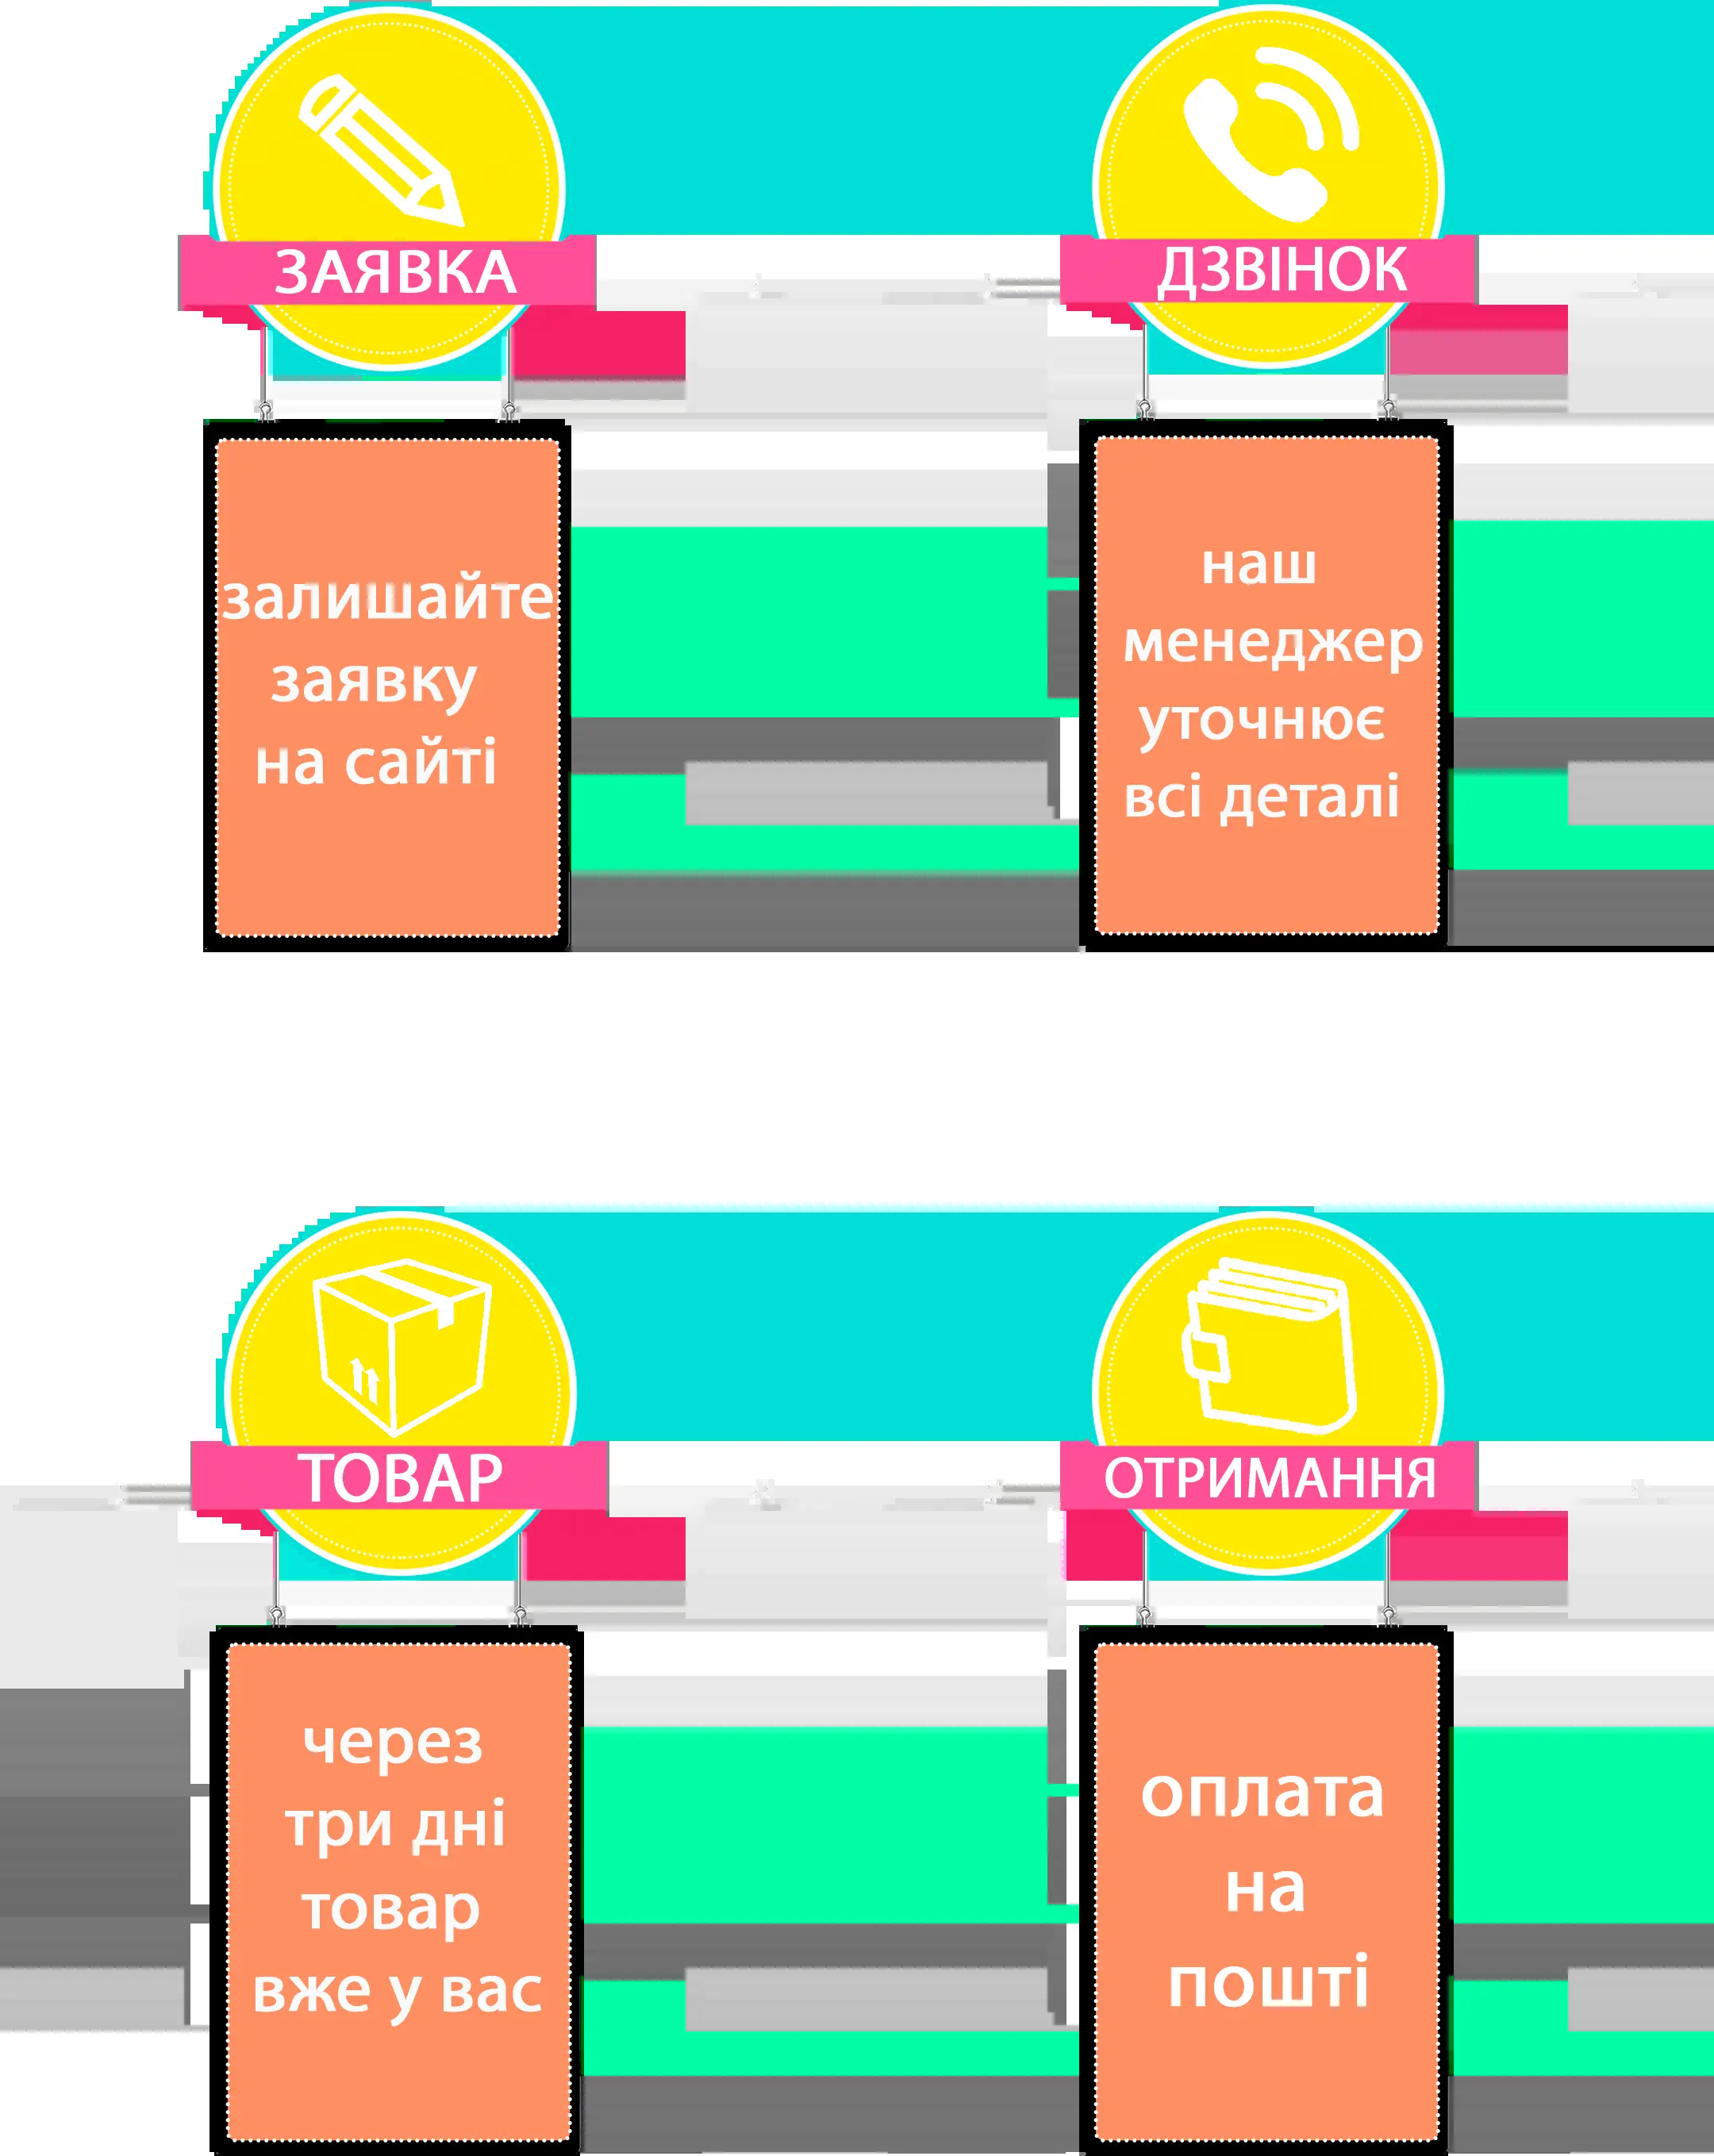 ЗАЯВКА
залишайте
заявку
на сайті
ДЗВІНОК
наш
менеджер
уточнює
всі деталі
ТОВАР
через
три дні
товар
вже у вас
ОТРИМАННЯ
оплата
на
пошті